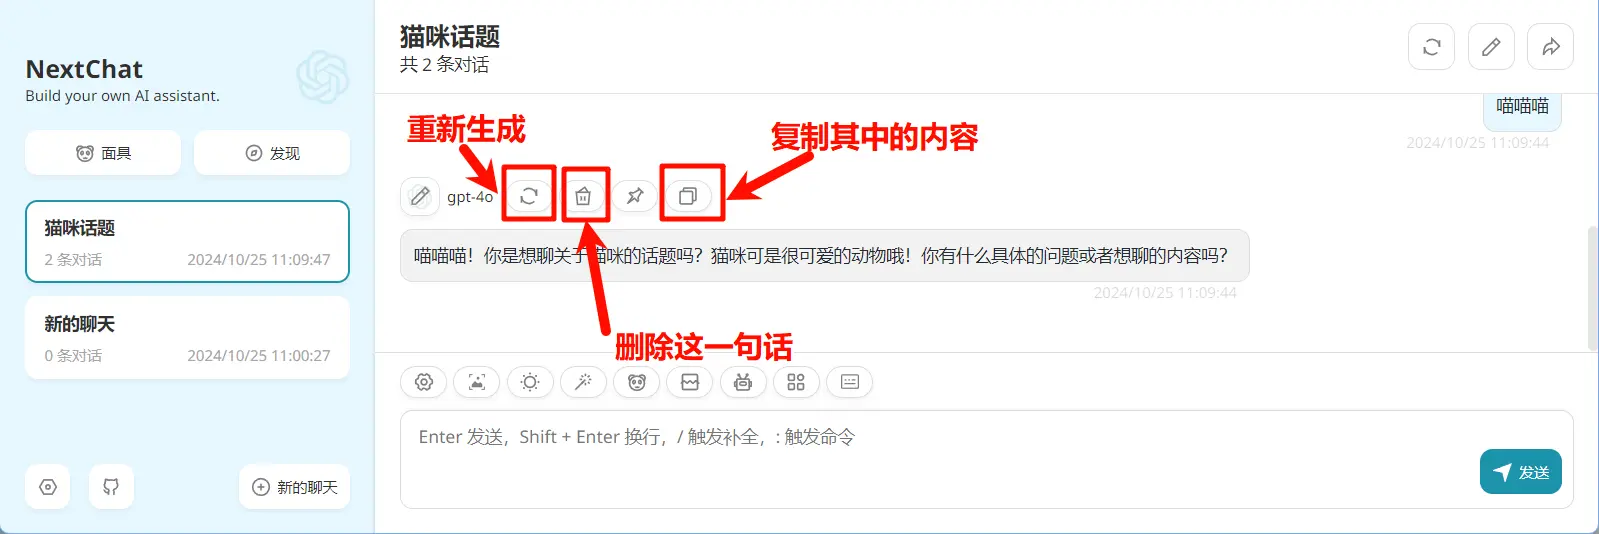 NextChat
Build your own AI assistant.
面具
发现
猫咪话题
2 条对话
2024/10/25 11:09:47
新的聊天
0 条对话
2024/10/25 11:00:27
新的聊天
猫咪话题
共 2 条对话
喵喵喵
2024/10/25 11:09:44
重新生成
复制其中的内容
gpt-4o
喵喵喵！你是想聊关于猫咪的话题吗？猫咪可是很可爱的动物哦！你有什么具体的问题或者想聊的内容吗？
2024/10/25 11:09:44
删除这一句话
Enter 发送，Shift + Enter 换行，/ 触发补全，: 触发命令
发送